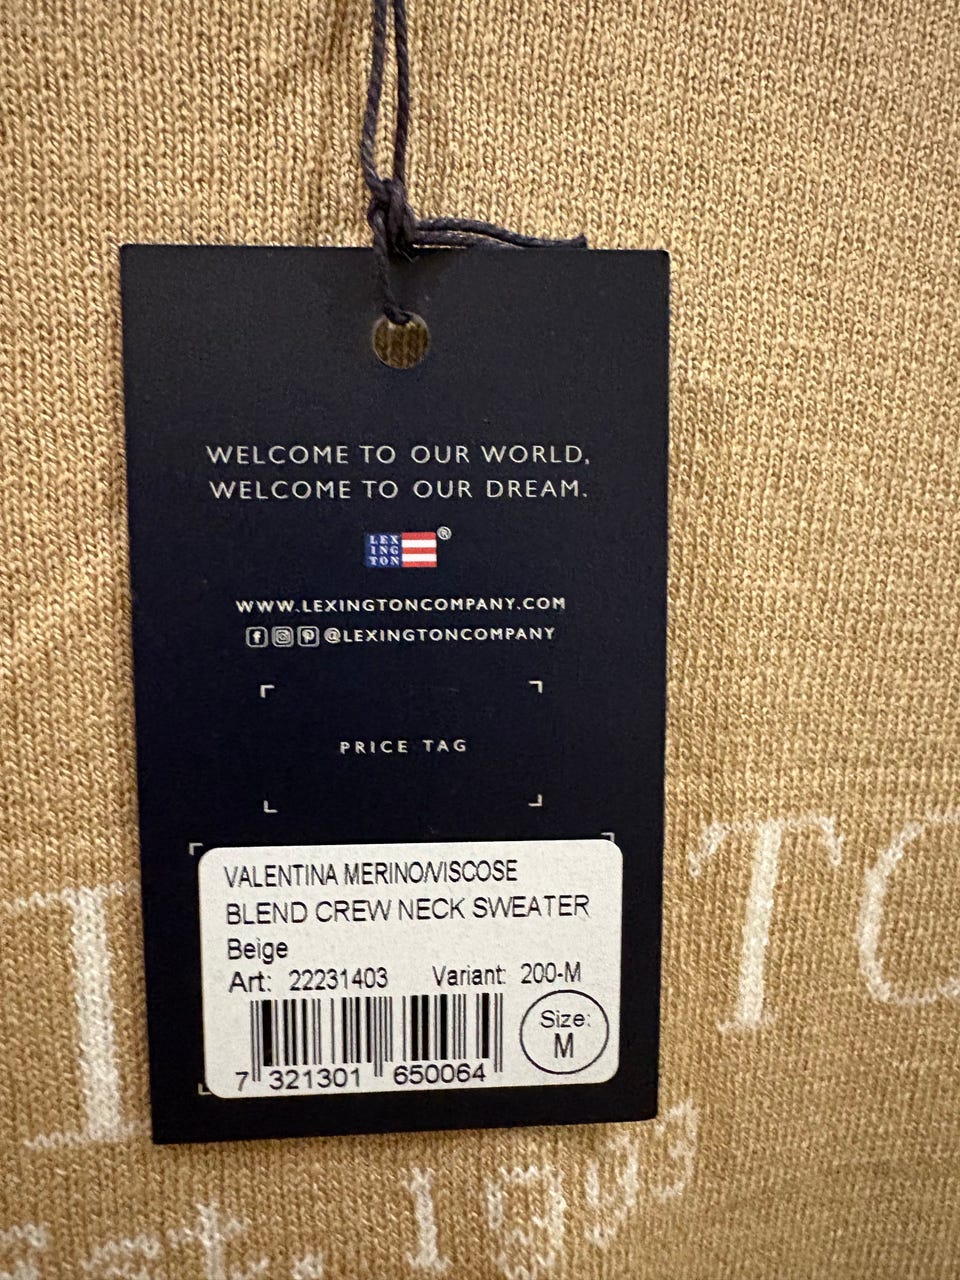 WELCOME TO OUR WORLD,
WELCOME TO OUR DREAM.
LEX
ING
TON
®
WWW.LEXINGTONCOMPANY.COM
@LEXINGTONCOMPANY
PRICE TAG
VALENTINA MERINO/VISCOSE
BLEND CREW NECK SWEATER
Beige
Art: 22231403 Variant: 200-M
Size:
M
7 321301 650064